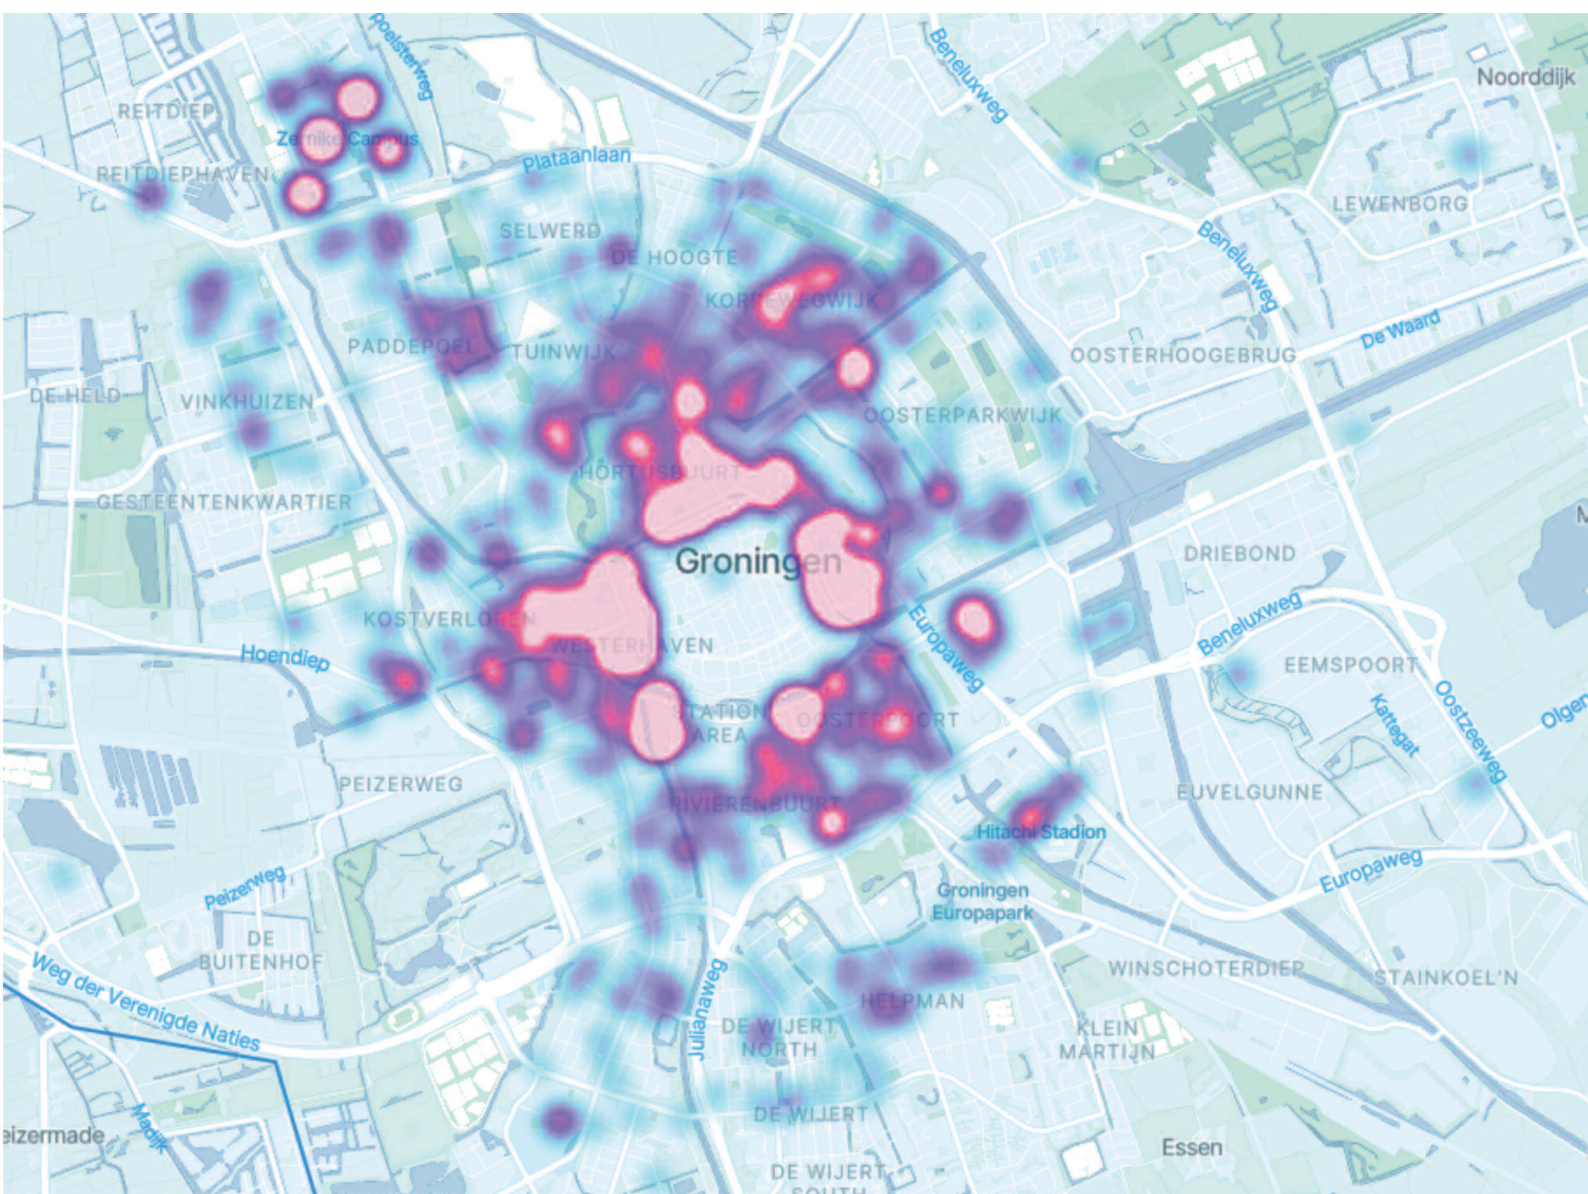 Noorddijk
Beneluxweg
poelsterweg
REITDIEP
Zernike Campus
Plataanlaan
REITDIEPHAVEN
LEWENBORG
SELWERD
Beneluxweg
DE HOOGTE
KORREWEGWIJK
De Waard
PADDEPOEL
TUINWIJK
OOSTERHOOGEBRUG
DE HELD
VINKHUIZEN
OOSTERPARKWIJK
HORTUSBUURT
GESTEENTENKWARTIER
M
Groningen
DRIEBOND
KOSTVERLOREN
Beneluxweg
Europaweg
WESTERHAVEN
Hoendiep
EEMSPOORT
STATION
AREA
OOSTERPOORT
Kattegat
Oostzeeweg
Olgen
PEIZERWEG
RIVIERENBUURT
EUVELGUNNE
Hitachi Stadion
Peizerweg
Europaweg
Groningen
Europapark
DE
BUITENHOF
WINSCHOTERDIEP
STAINKOEL'N
Weg der Verenigde Naties
Julianaweg
HELPMAN
DE WIJERT
NORTH
KLEIN
MARTIJN
DE WIJERT
Madijk
eizermade
Essen
DE WIJERT
SOUTH